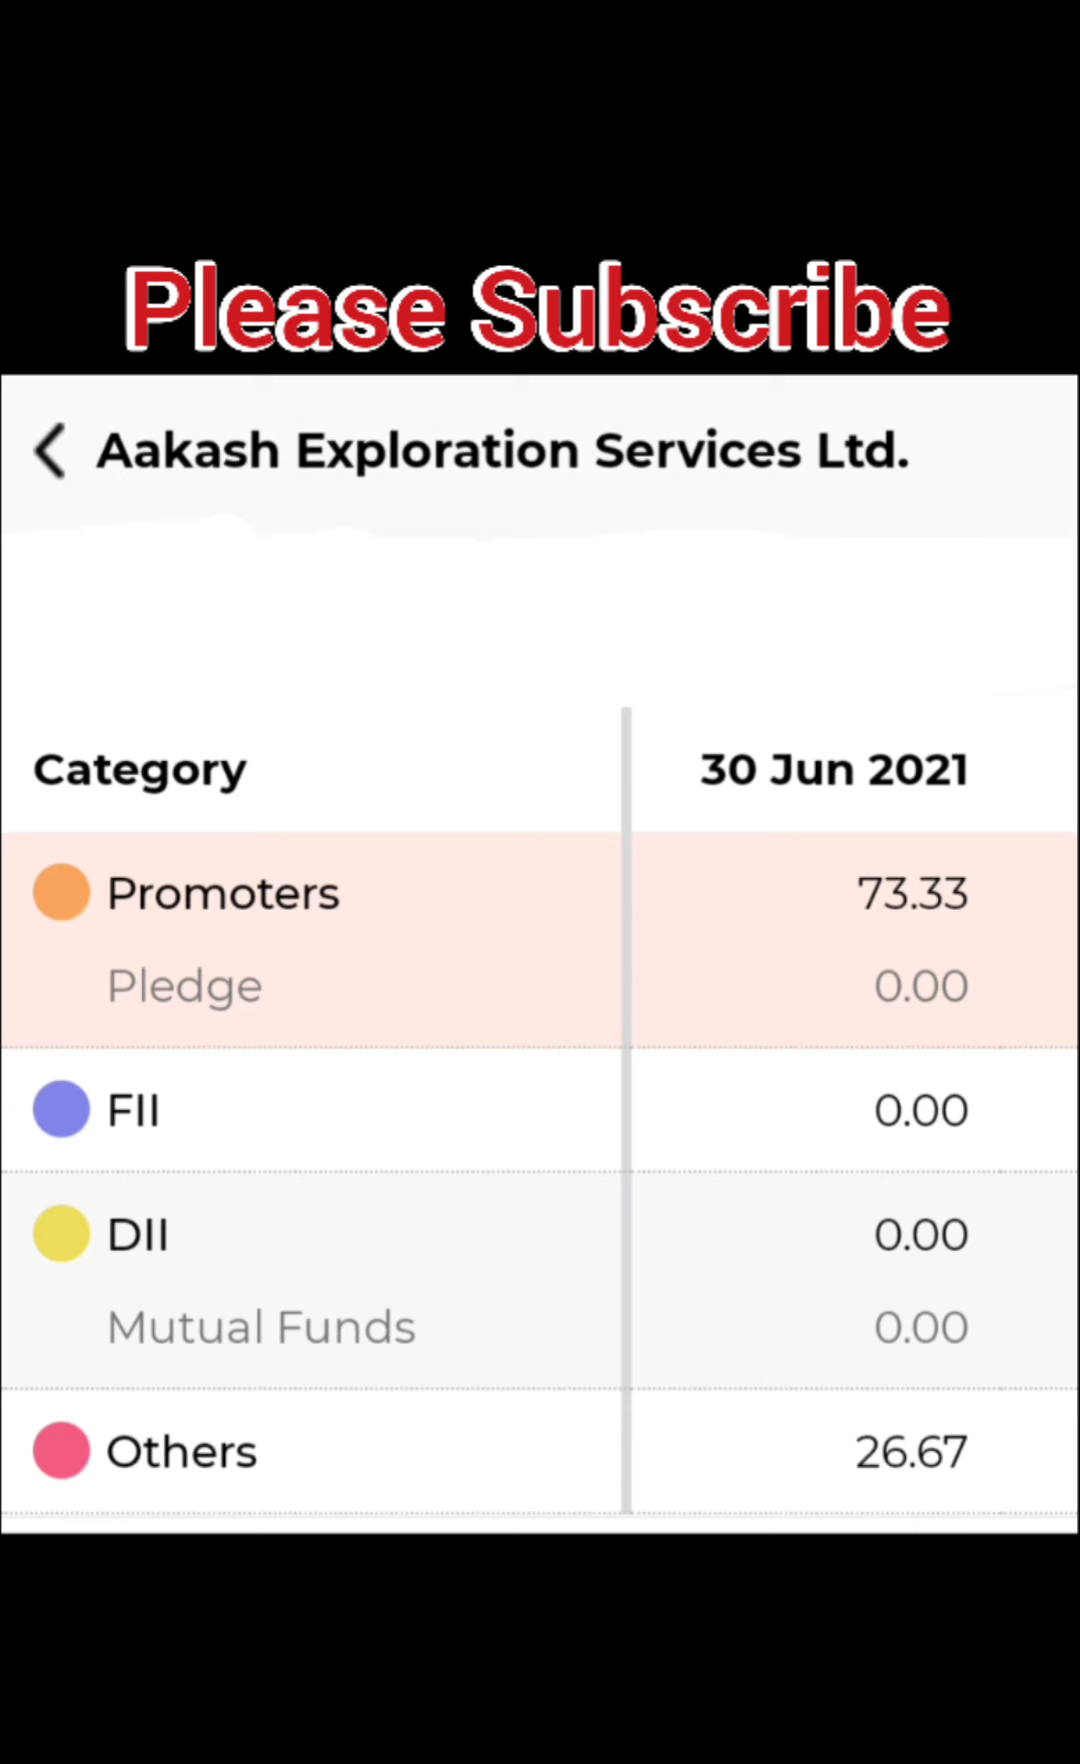 Please Subscribe
Aakash Exploration Services Ltd.
Category 30 Jun 2021
Promoters 73.33
Pledge 0.00
FII 0.00
DII 0.00
Mutual Funds 0.00
Others 26.67